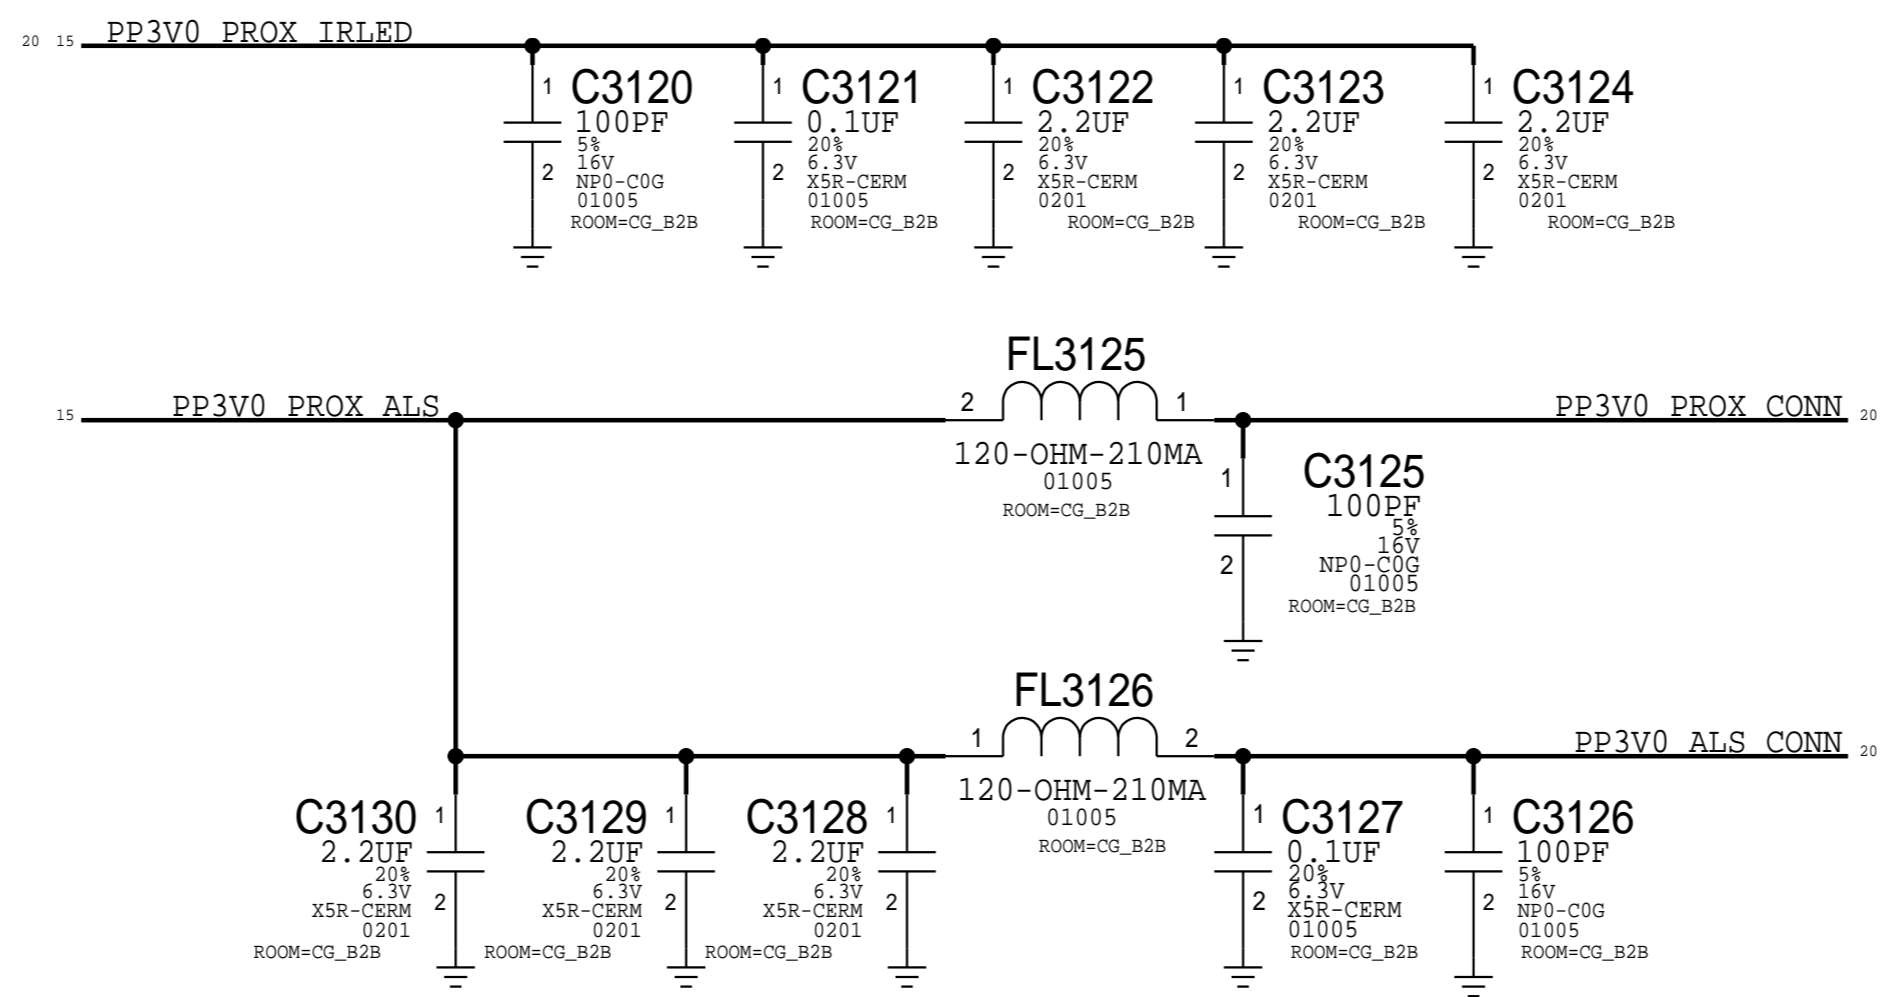 20 15 PP3V0 PROX IRLED
1 C3120
100PF
5%
16V
2 NP0-C0G
01005
ROOM=CG_B2B
1 C3121
0.1UF
20%
6.3V
2 X5R-CERM
01005
ROOM=CG_B2B
1 C3122
2.2UF
20%
6.3V
2 X5R-CERM
0201
ROOM=CG_B2B
1 C3123
2.2UF
20%
6.3V
2 X5R-CERM
0201
ROOM=CG_B2B
1 C3124
2.2UF
20%
6.3V
2 X5R-CERM
0201
ROOM=CG_B2B
15 PP3V0 PROX ALS
FL3125
2 1
120-OHM-210MA
01005
ROOM=CG_B2B
PP3V0 PROX CONN 20
1 C3125
100PF
5%
16V
2 NP0-C0G
01005
ROOM=CG_B2B
FL3126
1 2
120-OHM-210MA
01005
ROOM=CG_B2B
PP3V0 ALS CONN 20
C3130 1
2.2UF
20%
6.3V
X5R-CERM 2
0201
ROOM=CG_B2B
C3129 1
2.2UF
20%
6.3V
X5R-CERM 2
0201
ROOM=CG_B2B
C3128 1
2.2UF
20%
6.3V
X5R-CERM 2
0201
ROOM=CG_B2B
1 C3127
0.1UF
20%
6.3V
2 X5R-CERM
01005
ROOM=CG_B2B
1 C3126
100PF
5%
16V
2 NP0-C0G
01005
ROOM=CG_B2B